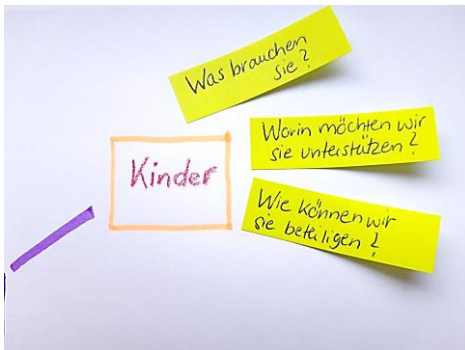 Was brauchen
sie?
Worin möchten wir
sie unterstützen?
Kinder
Wie können wir
sie beteiligen?